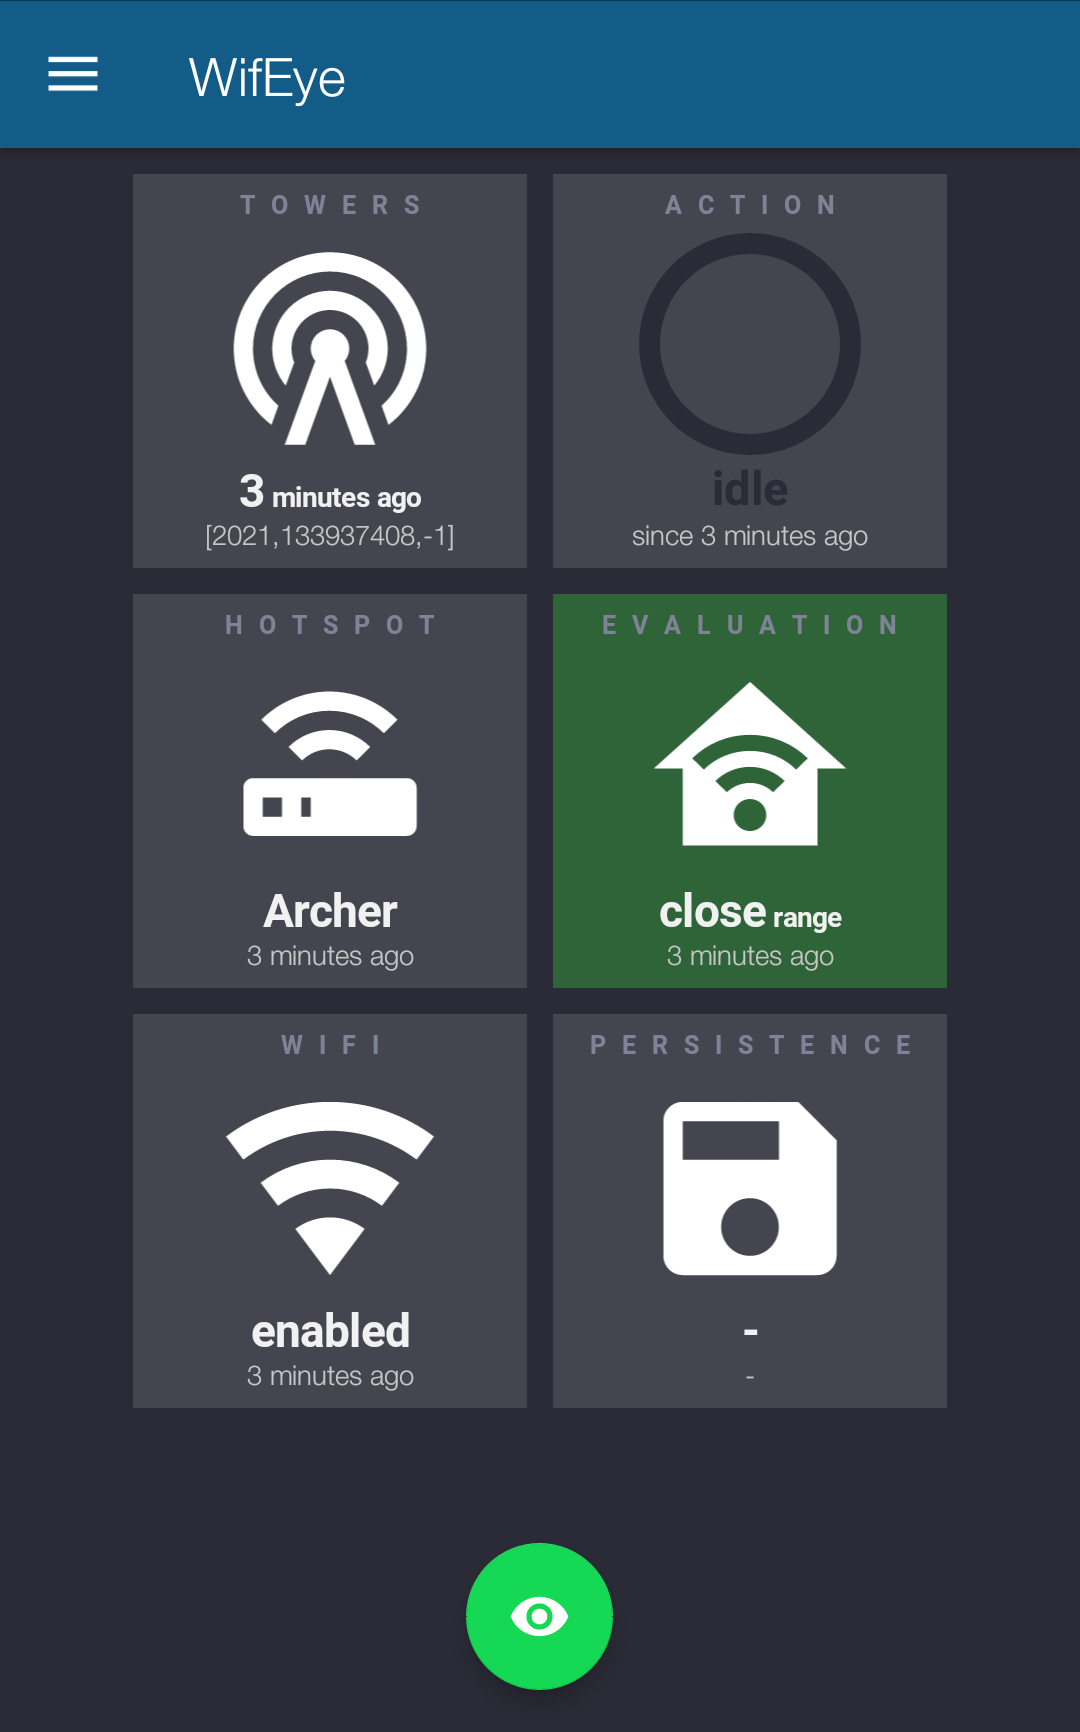 WifEye
TOWERS
3 minutes ago
[2021,133937408,-1]
ACTION
idle
since 3 minutes ago
HOTSPOT
Archer
3 minutes ago
EVALUATION
close range
3 minutes ago
WIFI
enabled
3 minutes ago
PERSISTENCE
-
-